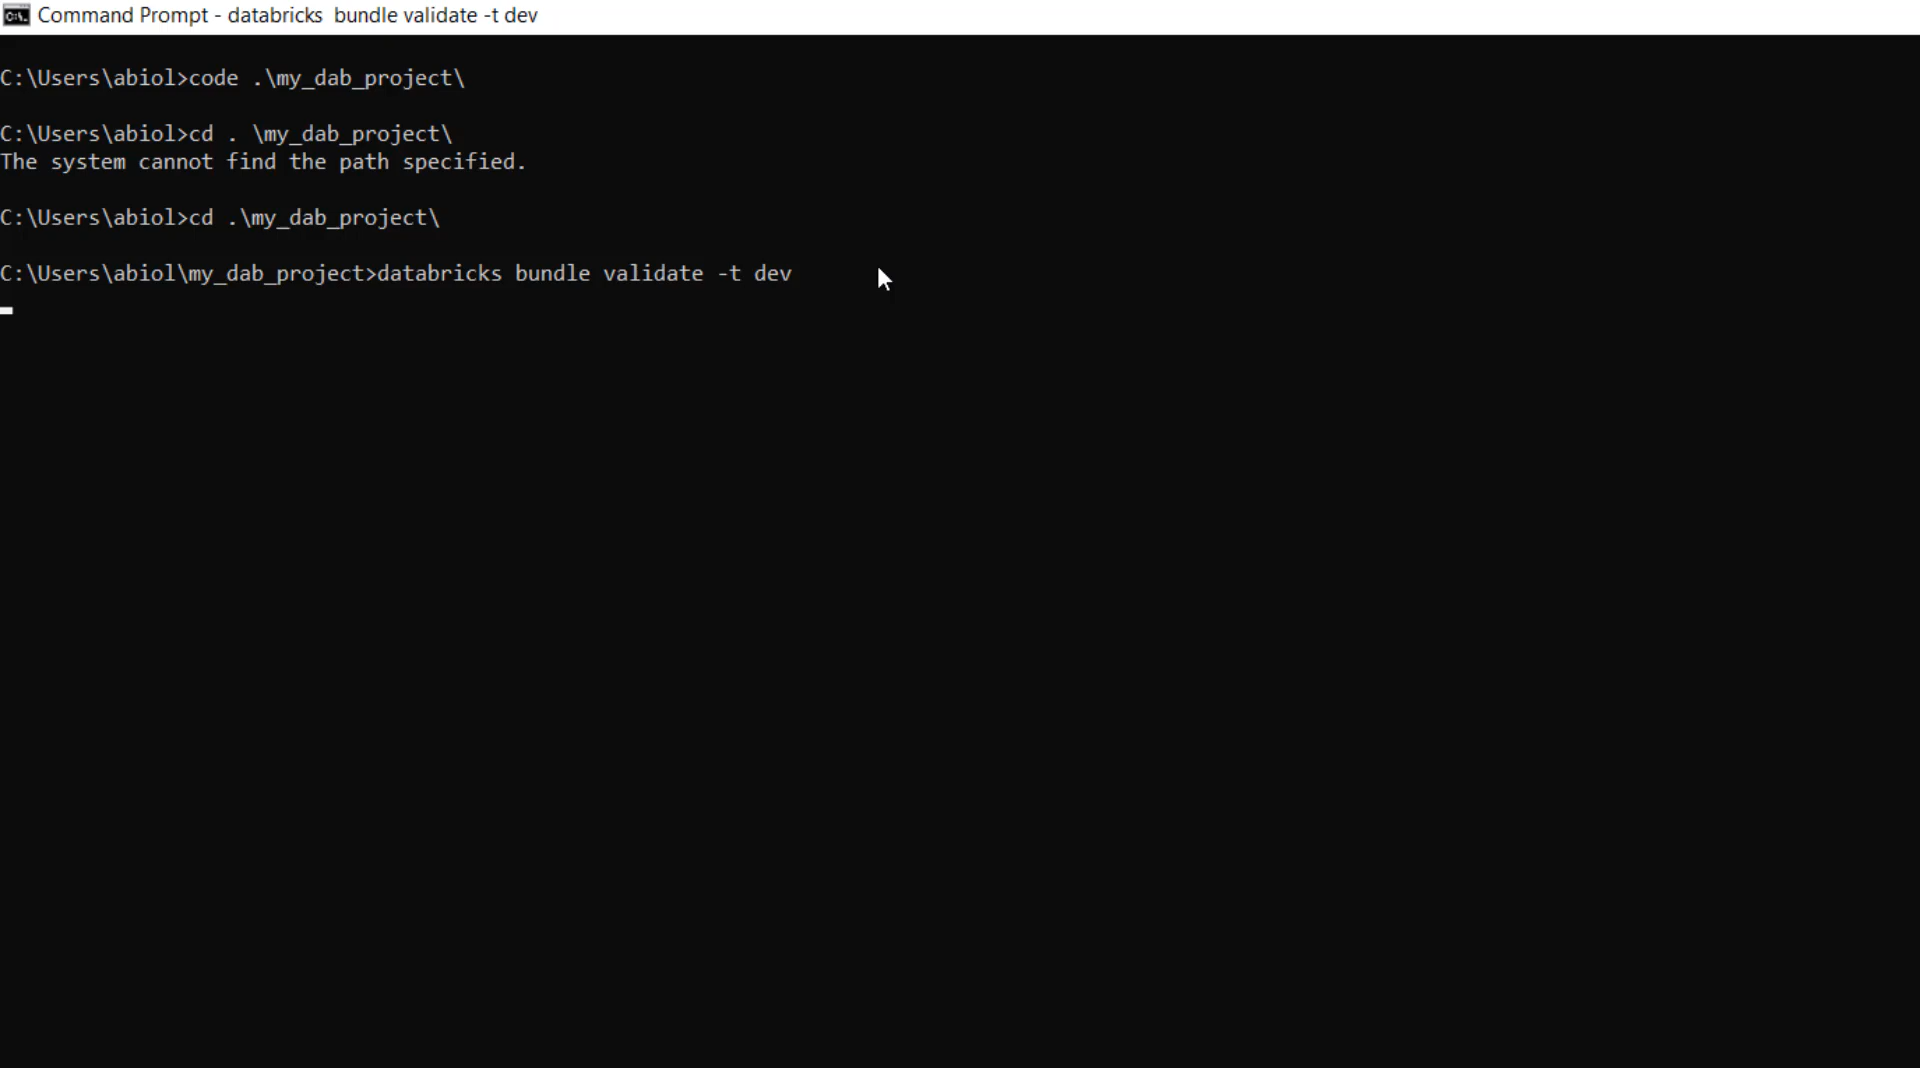 Command Prompt - databricks  bundle validate -t dev
C:\Users\abiol>code .\my_dab_project\
C:\Users\abiol>cd . \my_dab_project\
The system cannot find the path specified.
C:\Users\abiol>cd .\my_dab_project\
C:\Users\abiol\my_dab_project>databricks bundle validate -t dev